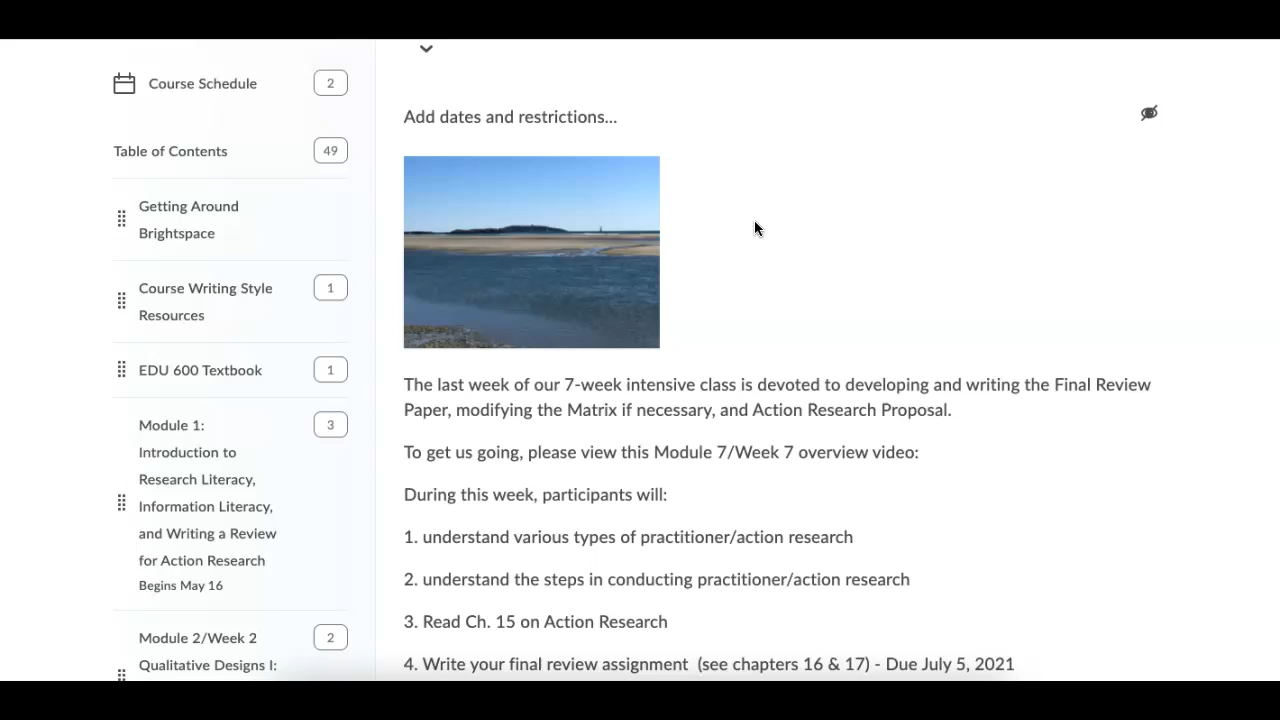 Course Schedule 2
Table of Contents 49
Getting Around
Brightspace
Course Writing Style 1
Resources
EDU 600 Textbook 1
Module 1: 3
Introduction to
Research Literacy,
Information Literacy,
and Writing a Review
for Action Research
Begins May 16
Module 2/Week 2 2
Qualitative Designs I:
Add dates and restrictions...
The last week of our 7-week intensive class is devoted to developing and writing the Final Review
Paper, modifying the Matrix if necessary, and Action Research Proposal.
To get us going, please view this Module 7/Week 7 overview video:
During this week, participants will:
1. understand various types of practitioner/action research
2. understand the steps in conducting practitioner/action research
3. Read Ch. 15 on Action Research
4. Write your final review assignment (see chapters 16 & 17) - Due July 5, 2021